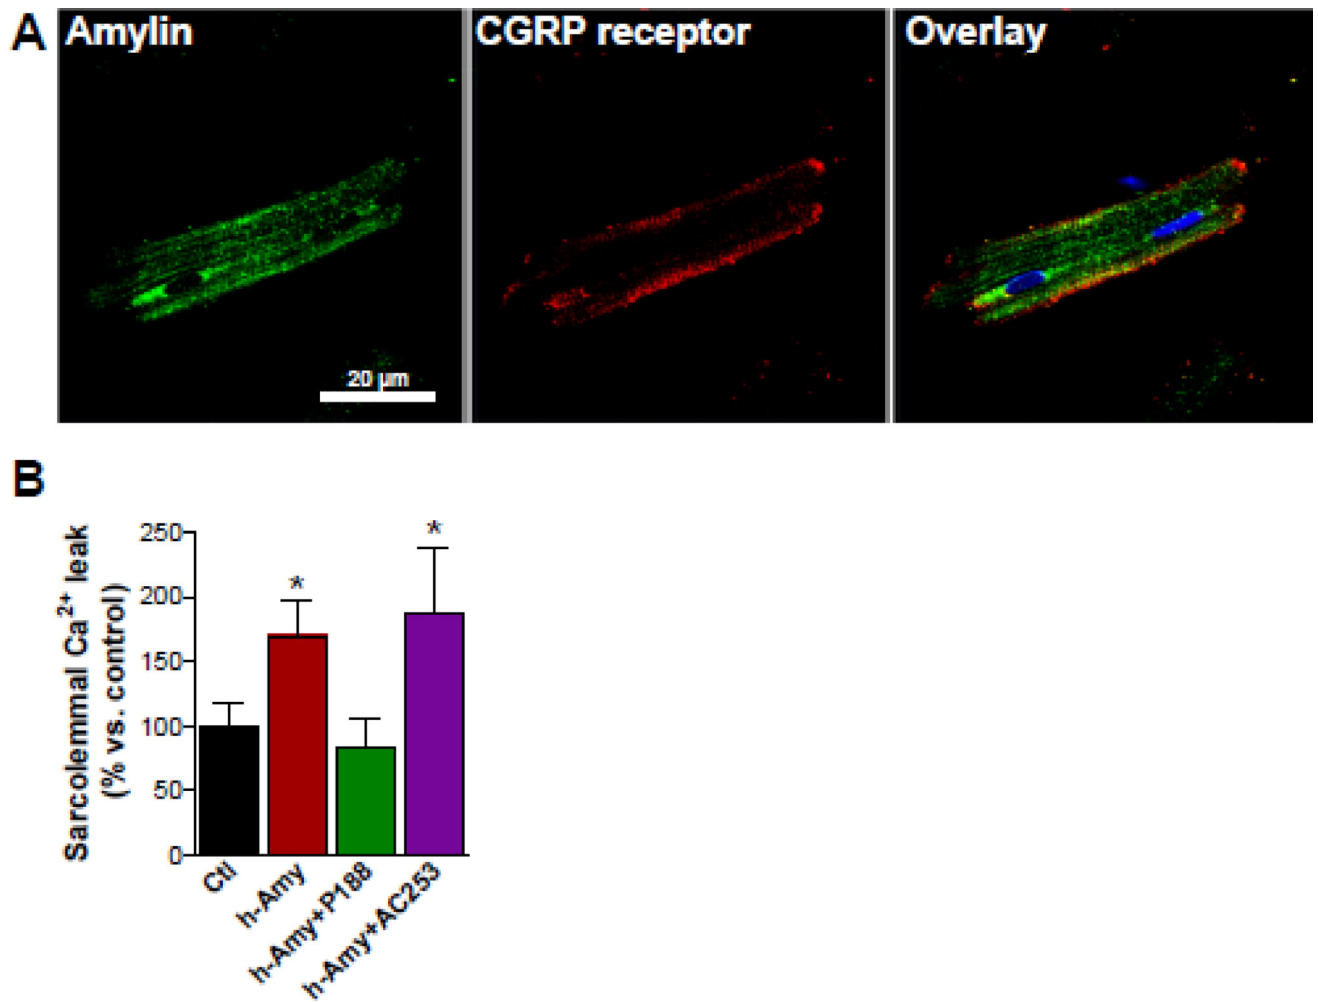 A
Amylin
CGRP receptor
Overlay
20 µm
B
Sarcolemmal Ca²⁺ leak
(% vs. control)
250
200
150
100
50
0
*
*
Ctl
h-Amy
h-Amy+P188
h-Amy+AC253